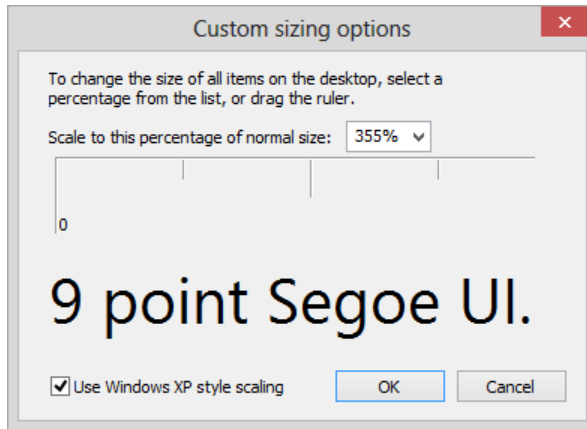 Custom sizing options
To change the size of all items on the desktop, select a
percentage from the list, or drag the ruler.
Scale to this percentage of normal size: 355%
0
9 point Segoe UI.
Use Windows XP style scaling OK Cancel